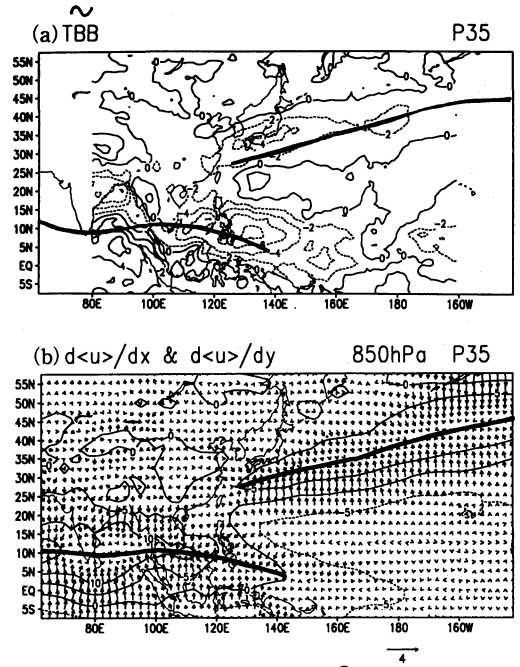 (a) T̃BB P35
55N
50N
45N
40N
35N
30N
25N
20N
15N
10N
5N
EQ
5S
80E 100E 120E 140E 160E 180 160W
(b) d<u>/dx & d<u>/dy 850hPa P35
55N
50N
45N
40N
35N
30N
25N
20N
15N
10N
5N
EQ
5S
80E 100E 120E 140E 160E 180 160W
4